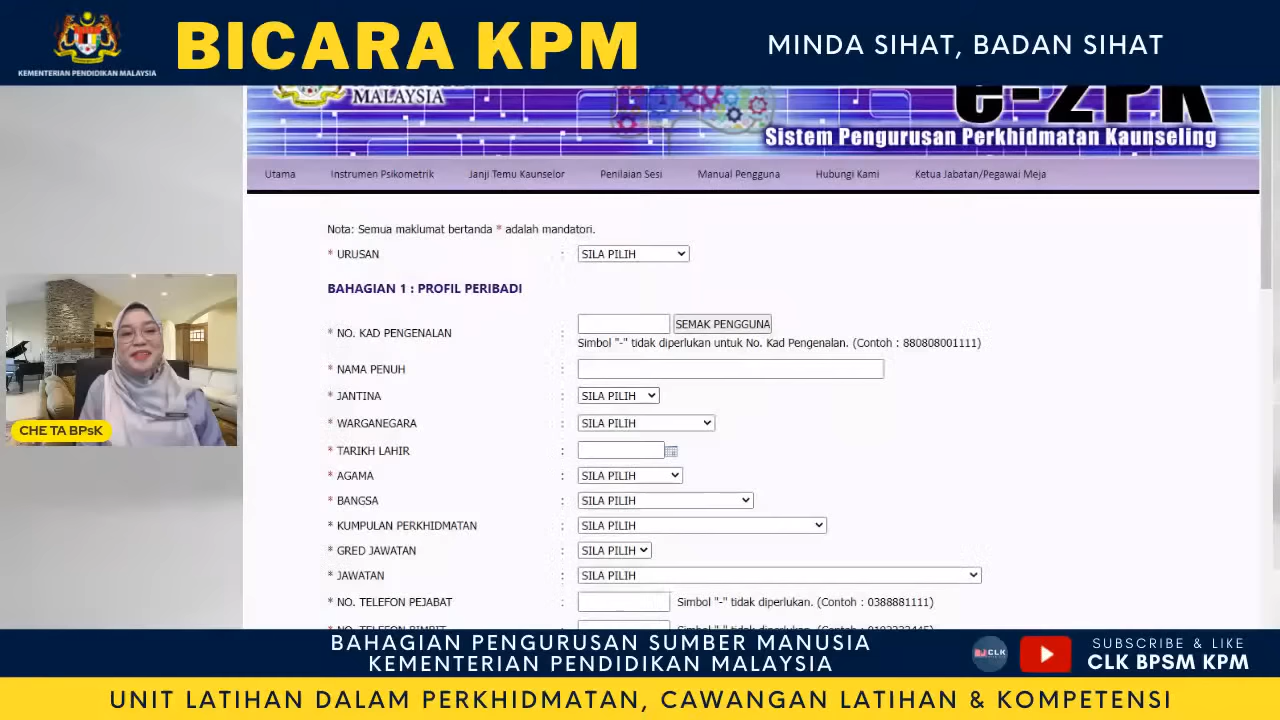 KEMENTERIAN PENDIDIKAN MALAYSIA
BICARA KPM
MINDA SIHAT, BADAN SIHAT
MALAYSIA
Sistem Pengurusan Perkhidmatan Kaunseling
Utama Instrumen Psikometrik Janji Temu Kaunselor Penilaian Sesi Manual Pengguna Hubungi Kami Ketua Jabatan/Pegawai Meja
Nota: Semua maklumat bertanda * adalah mandatori.
* URUSAN : SILA PILIH
BAHAGIAN 1 : PROFIL PERIBADI
* NO. KAD PENGENALAN : SEMAK PENGGUNA
Simbol "-" tidak diperlukan untuk No. Kad Pengenalan. (Contoh : 880808001111)
* NAMA PENUH :
* JANTINA : SILA PILIH
* WARGANEGARA : SILA PILIH
* TARIKH LAHIR :
* AGAMA : SILA PILIH
* BANGSA : SILA PILIH
* KUMPULAN PERKHIDMATAN : SILA PILIH
* GRED JAWATAN : SILA PILIH
* JAWATAN : SILA PILIH
* NO. TELEFON PEJABAT : Simbol "-" tidak diperlukan. (Contoh : 0388881111)
CHE TA BPsK
BAHAGIAN PENGURUSAN SUMBER MANUSIA
KEMENTERIAN PENDIDIKAN MALAYSIA
CLK
SUBSCRIBE & LIKE
CLK BPSM KPM
UNIT LATIHAN DALAM PERKHIDMATAN, CAWANGAN LATIHAN & KOMPETENSI